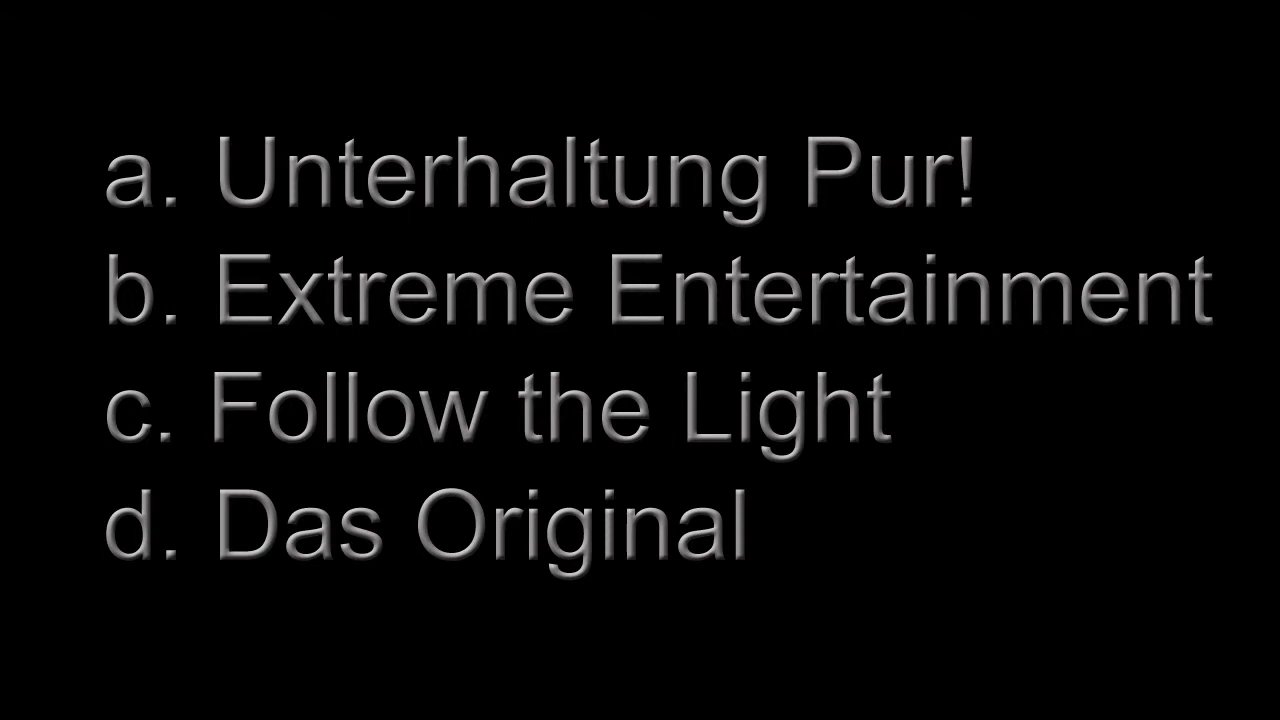 a. Unterhaltung Pur!
b. Extreme Entertainment
c. Follow the Light
d. Das Original